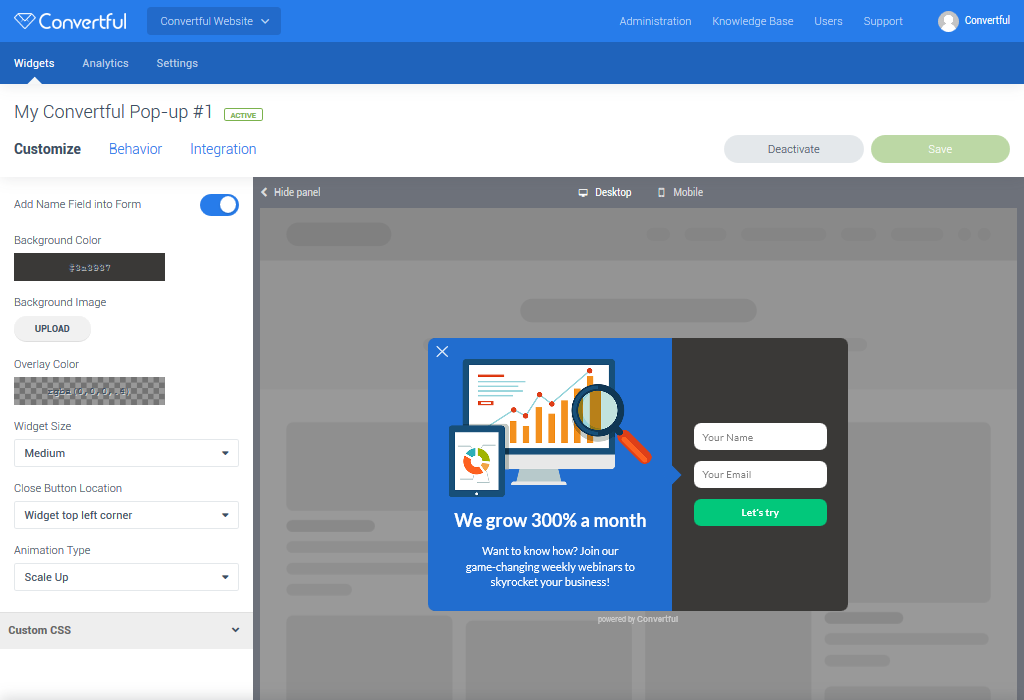 Convertful
Convertful Website
Administration
Knowledge Base
Users
Support
Convertful
Widgets
Analytics
Settings
My Convertful Pop-up #1
ACTIVE
Customize
Behavior
Integration
Deactivate
Save
Add Name Field into Form
Background Color
#3a3937
Background Image
UPLOAD
Overlay Color
rgba(0,0,0,.4)
Widget Size
Medium
Close Button Location
Widget top left corner
Animation Type
Scale Up
Custom CSS
Hide panel
Desktop
Mobile
We grow 300% a month
Want to know how? Join our
game-changing weekly webinars to
skyrocket your business!
Your Name
Your Email
Let's try
powered by Convertful